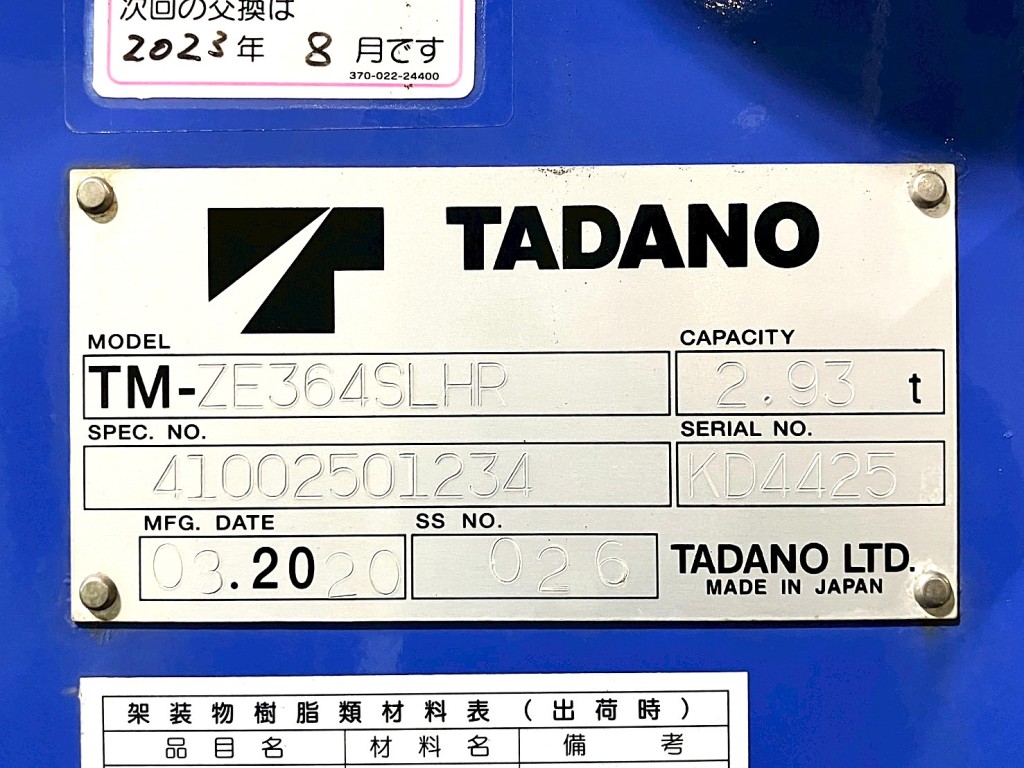 次回の交換は
2023年 8月です
370-022-24400
TADANO
MODEL CAPACITY
TM-ZE364SLHR 2.93 t
SPEC. NO. SERIAL NO.
41002501234 KD4425
MFG. DATE SS NO.
03.2020 026 TADANO LTD.
MADE IN JAPAN
架装物樹脂類材料表(出荷時)
品目名 材料名 備考